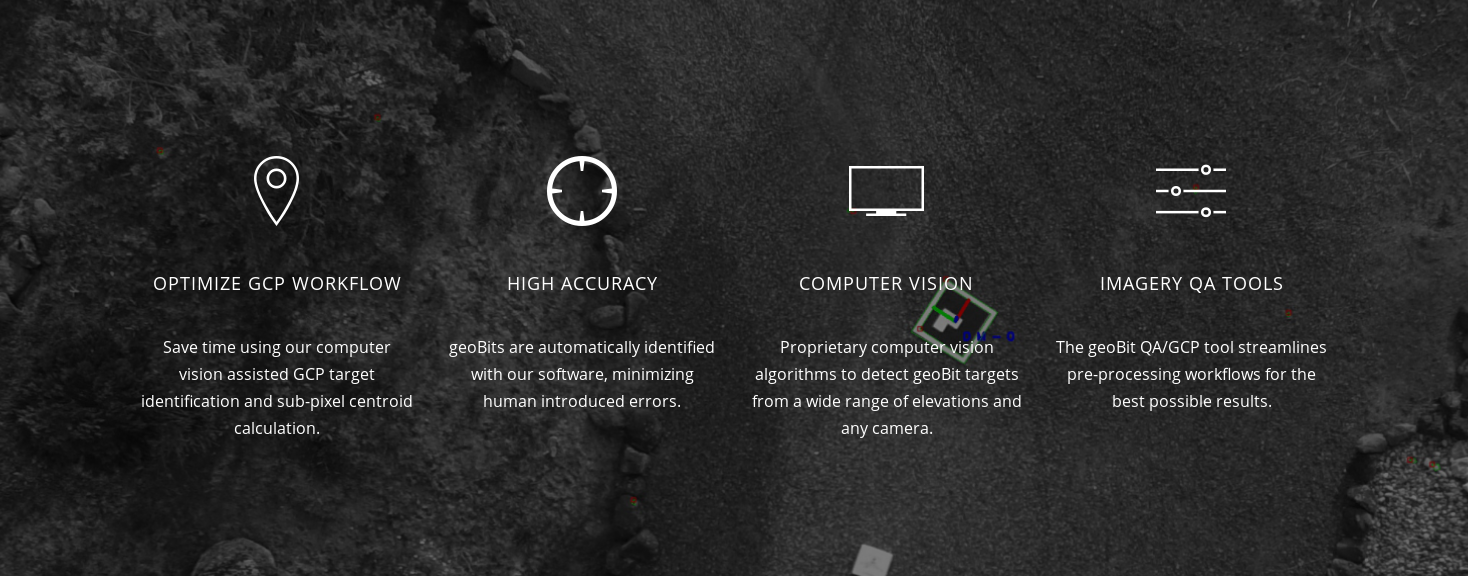 OPTIMIZE GCP WORKFLOW
Save time using our computer
vision assisted GCP target
identification and sub-pixel centroid
calculation.
HIGH ACCURACY
geoBits are automatically identified
with our software, minimizing
human introduced errors.
COMPUTER VISION
Proprietary computer vision
algorithms to detect geoBit targets
from a wide range of elevations and
any camera.
IMAGERY QA TOOLS
The geoBit QA/GCP tool streamlines
pre-processing workflows for the
best possible results.